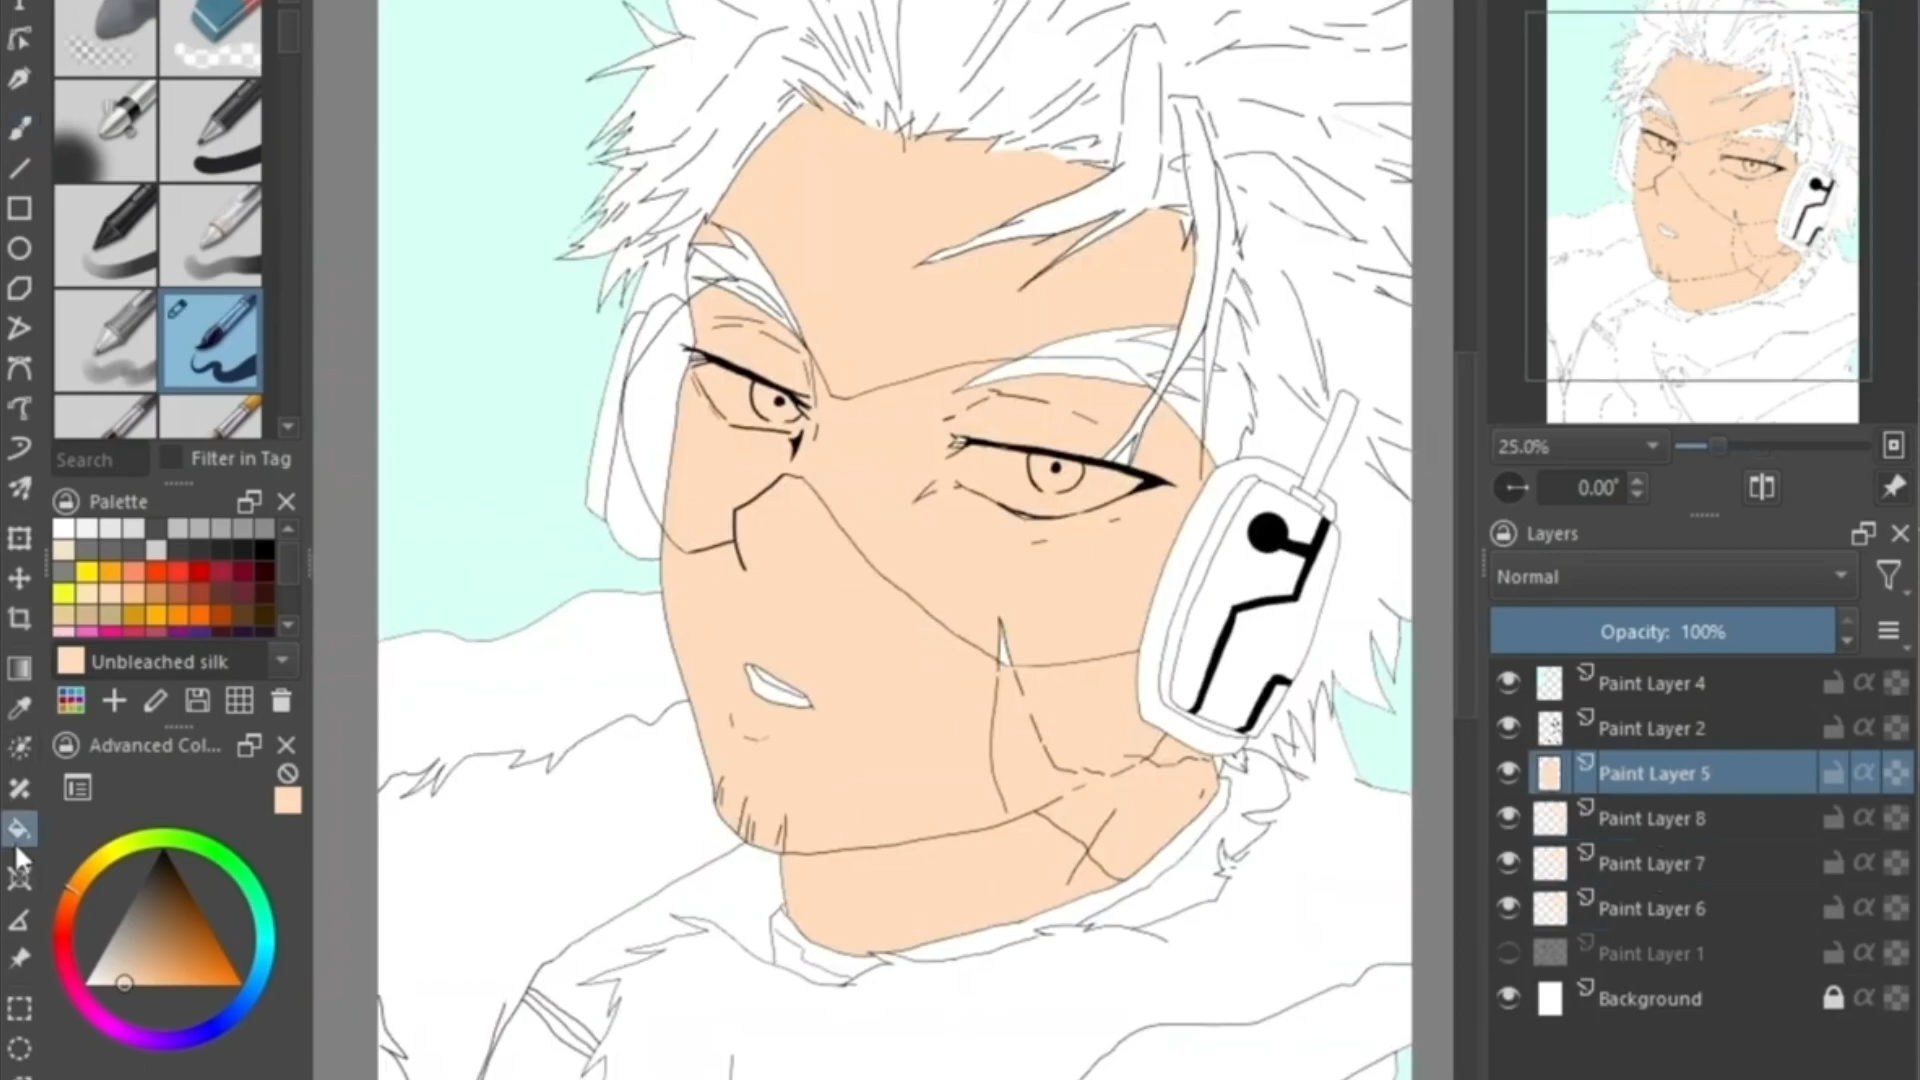 Search
Filter in Tag
Palette
Unbleached silk
Advanced Col...
25.0%
0.00°
Layers
Normal
Opacity: 100%
Paint Layer 4
Paint Layer 2
Paint Layer 5
Paint Layer 8
Paint Layer 7
Paint Layer 6
Paint Layer 1
Background